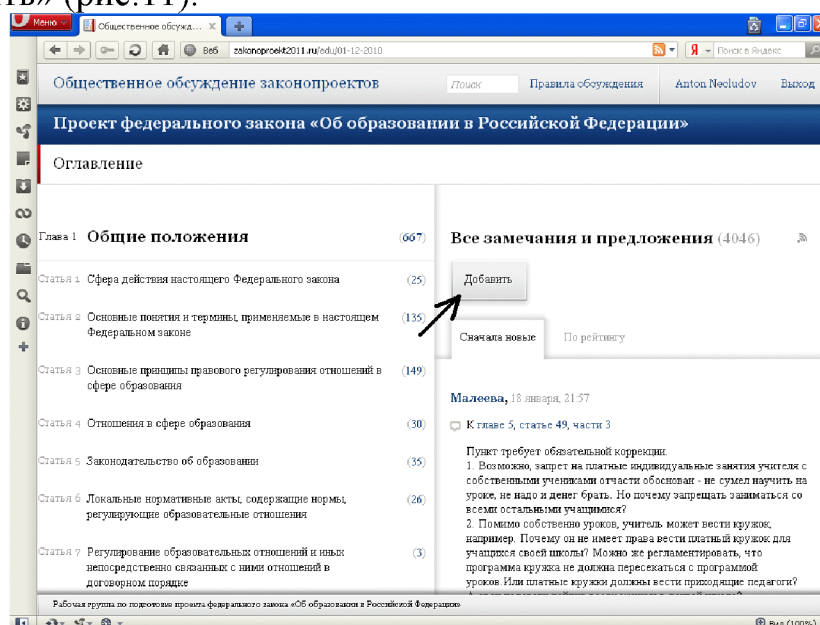 ть» (рис.11).
Меню
Общественное обсужд...
Веб
zakonoproekt2011.ru/edu/01-12-2010
Поиск в Яндекс
Общественное обсуждение законопроектов
Поиск
Правила обсуждения
Anton Neoludov
Выход
Проект федерального закона «Об образовании в Российской Федерации»
Оглавление
Глава 1 Общие положения (667)
Статья 1 Сфера действия настоящего Федерального закона (25)
Статья 2 Основные понятия и термины, применяемые в настоящем (135)
Федеральном законе
Статья 3 Основные принципы правового регулирования отношений в (149)
сфере образования
Статья 4 Отношения в сфере образования (30)
Статья 5 Законодательство об образовании (35)
Статья 6 Локальные нормативные акты, содержащие нормы, (26)
регулирующие образовательные отношения
Статья 7 Регулирование образовательных отношений и иных (3)
непосредственно связанных с ними отношений в
договорном порядке
Все замечания и предложения (4046)
Добавить
Сначала новые
По рейтингу
Малеева, 18 января, 21:57
К главе 5, статье 49, части 3
Пункт требует обязательной коррекции.
1. Возможно, запрет на платные индивидуальные занятия учителя с
собственными учениками отчасти обоснован - не сумел научить на
уроке, не надо и денег брать. Но почему запрещать заниматься со
всеми остальными учащимися?
2. Помимо собственно уроков, учитель может вести кружок,
например. Почему он не имеет права вести платный кружок для
учащихся своей школы? Можно же регламентировать, что
программа кружка не должна пересекаться с программой
уроков. Или платные кружки должны вести приходящие педагоги?
Рабочая группа по подготовке проекта федерального закона «Об образовании в Российской Федерации»
Вид (100%)